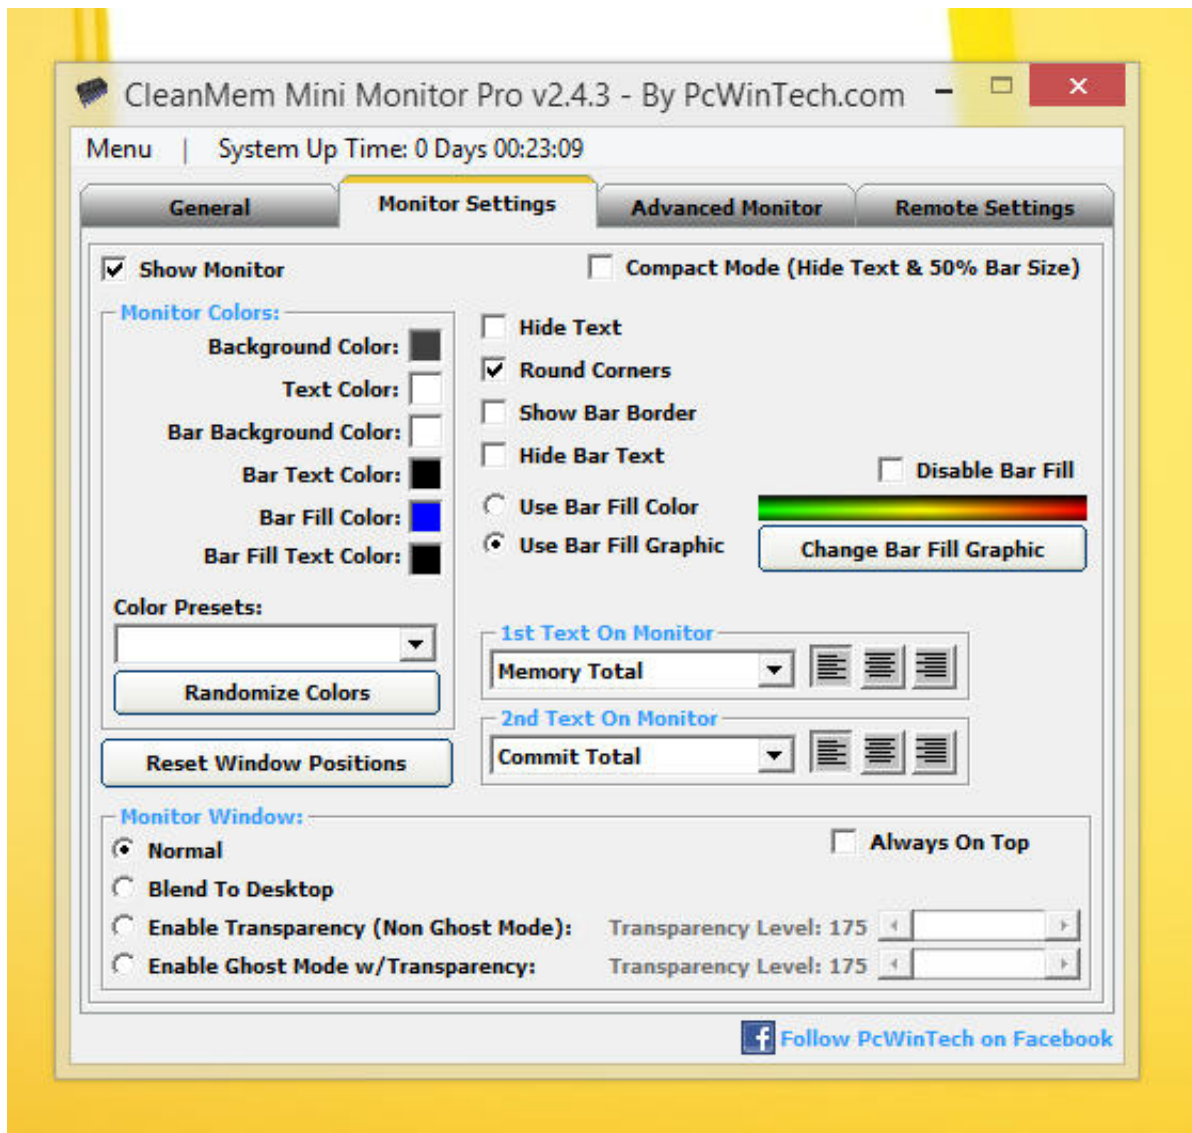 CleanMem Mini Monitor Pro v2.4.3 - By PcWinTech.com
Menu | System Up Time: 0 Days 00:23:09
General Monitor Settings Advanced Monitor Remote Settings
Show Monitor Compact Mode (Hide Text & 50% Bar Size)
Monitor Colors:
Background Color:
Text Color:
Bar Background Color:
Bar Text Color:
Bar Fill Color:
Bar Fill Text Color:
Color Presets:
Randomize Colors
Reset Window Positions
Hide Text
Round Corners
Show Bar Border
Hide Bar Text
Disable Bar Fill
Use Bar Fill Color
Use Bar Fill Graphic
Change Bar Fill Graphic
1st Text On Monitor
Memory Total
2nd Text On Monitor
Commit Total
Monitor Window:
Normal
Always On Top
Blend To Desktop
Enable Transparency (Non Ghost Mode): Transparency Level: 175
Enable Ghost Mode w/Transparency: Transparency Level: 175
Follow PcWinTech on Facebook